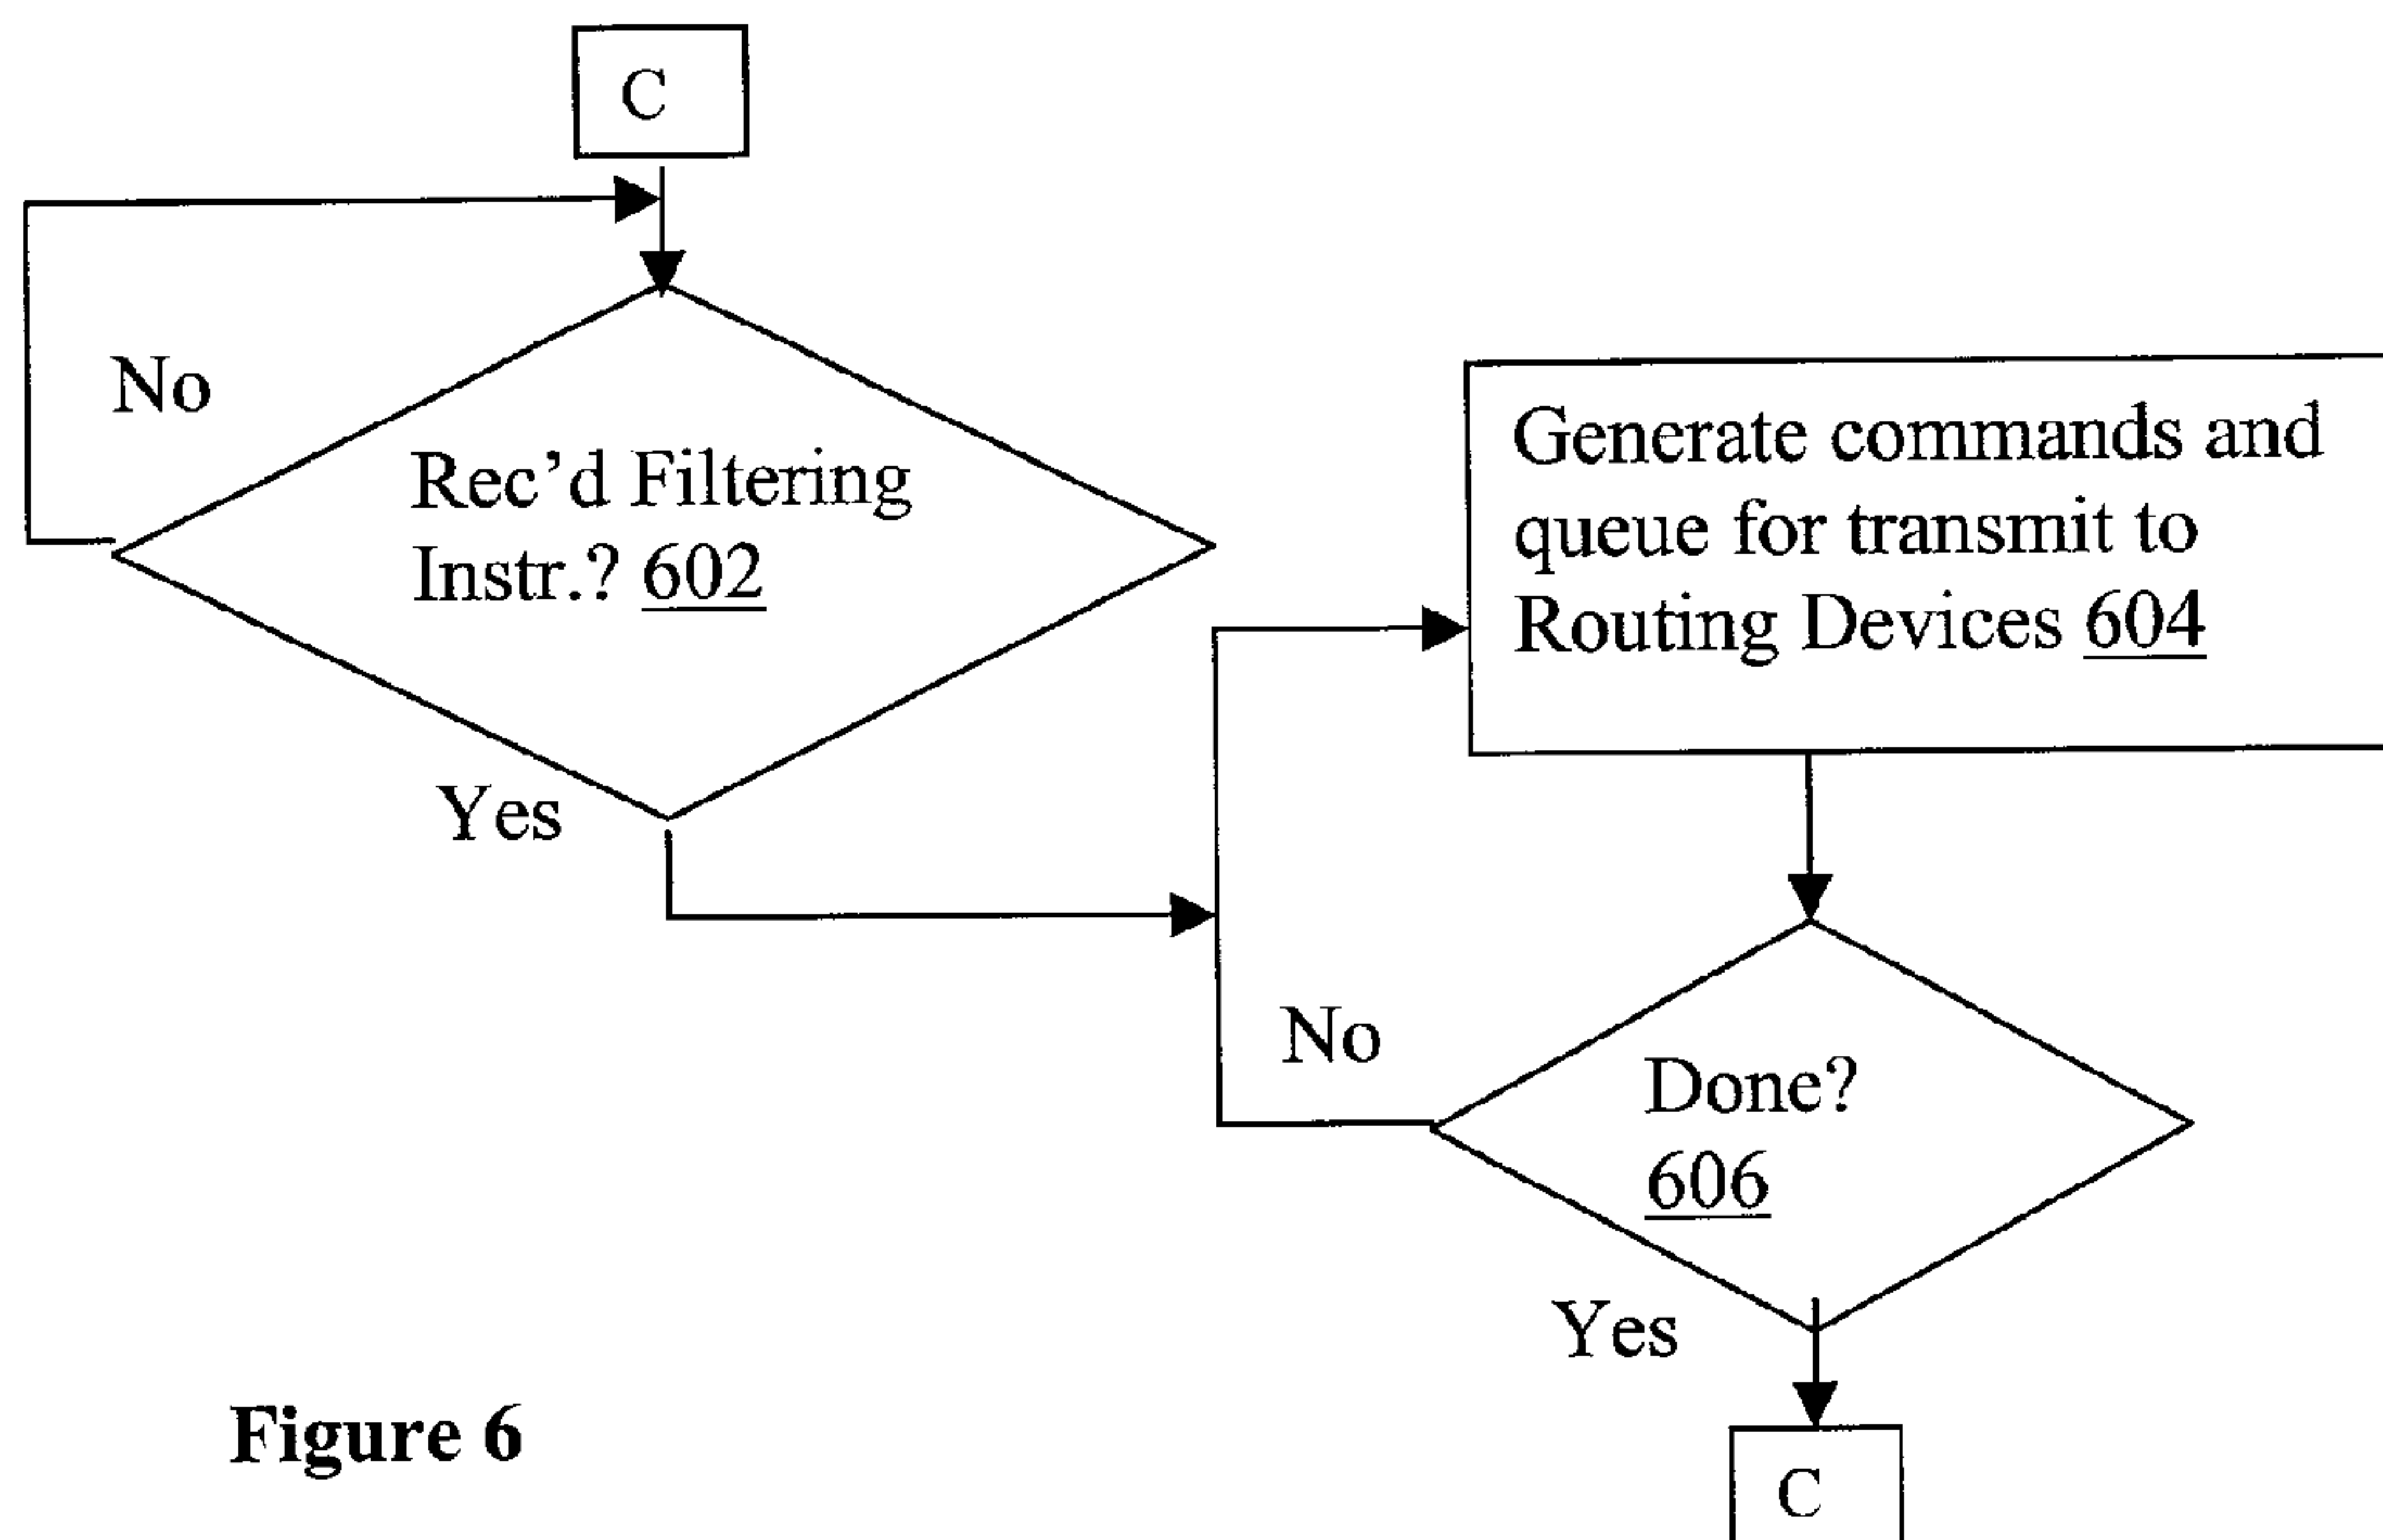 C
No
Rec’d Filtering
Instr.? 602
Yes
Generate commands and
queue for transmit to
Routing Devices 604
No
Done?
606
Yes
C
Figure 6